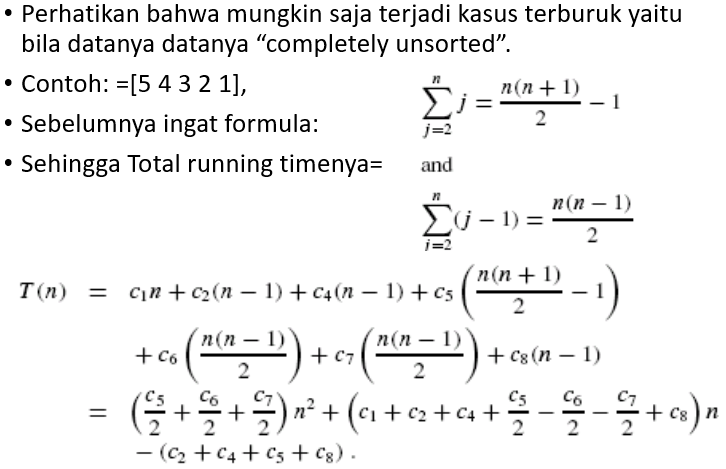 • Perhatikan bahwa mungkin saja terjadi kasus terburuk yaitu
bila datanya datanya “completely unsorted”.
• Contoh: =[5 4 3 2 1],
• Sebelumnya ingat formula:
• Sehingga Total running timenya=
\sum_{j=2}^{n} j = \frac{n(n + 1)}{2} - 1
and
\sum_{j=2}^{n} (j - 1) = \frac{n(n - 1)}{2}
T(n) = c_1 n + c_2(n - 1) + c_4(n - 1) + c_5 \left( \frac{n(n + 1)}{2} - 1 \right)
+ c_6 \left( \frac{n(n - 1)}{2} \right) + c_7 \left( \frac{n(n - 1)}{2} \right) + c_8(n - 1)
= \left( \frac{c_5}{2} + \frac{c_6}{2} + \frac{c_7}{2} \right) n^2 + \left( c_1 + c_2 + c_4 + \frac{c_5}{2} - \frac{c_6}{2} - \frac{c_7}{2} + c_8 \right) n
- (c_2 + c_4 + c_5 + c_8) .